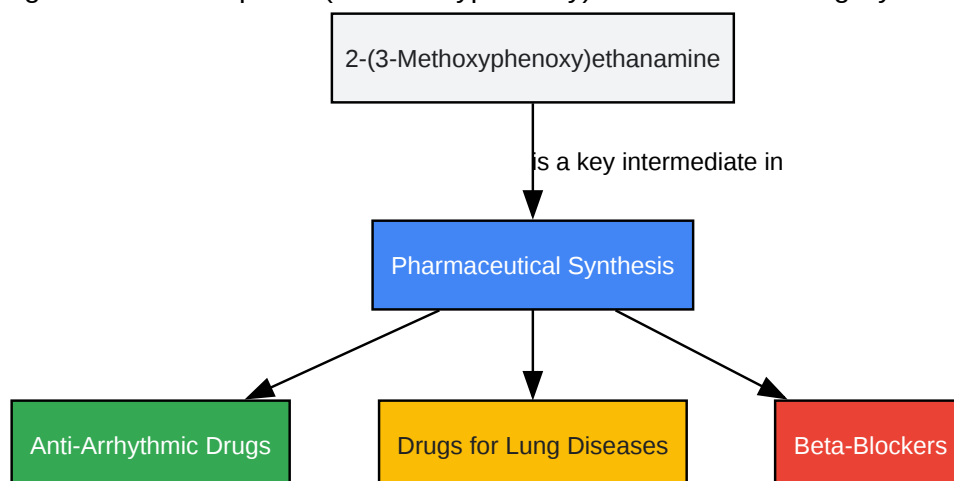 2-(3-Methoxyphenoxy)ethanamine
is a key intermediate in
Pharmaceutical Synthesis
Anti-Arrhythmic Drugs
Drugs for Lung Diseases
Beta-Blockers